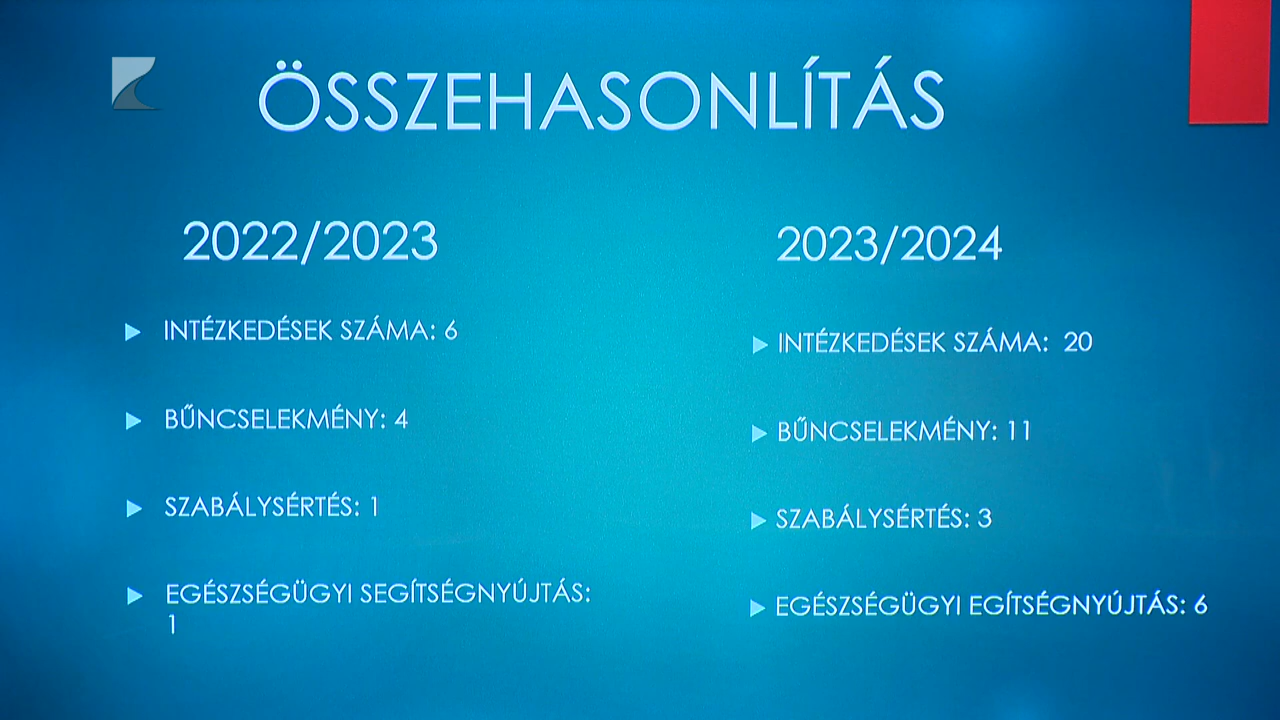 ÖSSZEHASONLÍTÁS
2022/2023
INTÉZKEDÉSEK SZÁMA: 6
BŰNCSELEKMÉNY: 4
SZABÁLYSÉRTÉS: 1
EGÉSZSÉGÜGYI SEGÍTSÉGNYÚJTÁS:
1
2023/2024
INTÉZKEDÉSEK SZÁMA: 20
BŰNCSELEKMÉNY: 11
SZABÁLYSÉRTÉS: 3
EGÉSZSÉGÜGYI EGÍTSÉGNYÚJTÁS: 6